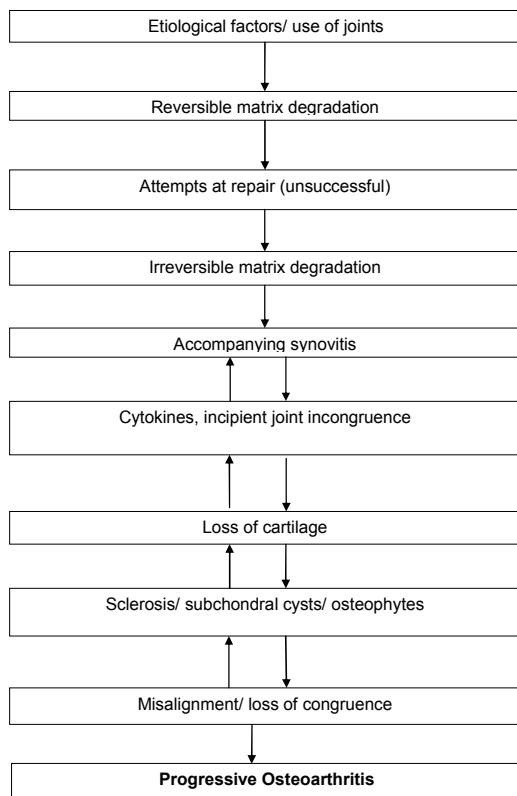 Etiological factors/ use of joints
Reversible matrix degradation
Attempts at repair (unsuccessful)
Irreversible matrix degradation
Accompanying synovitis
Cytokines, incipient joint incongruence
Loss of cartilage
Sclerosis/ subchondral cysts/ osteophytes
Misalignment/ loss of congruence
Progressive Osteoarthritis